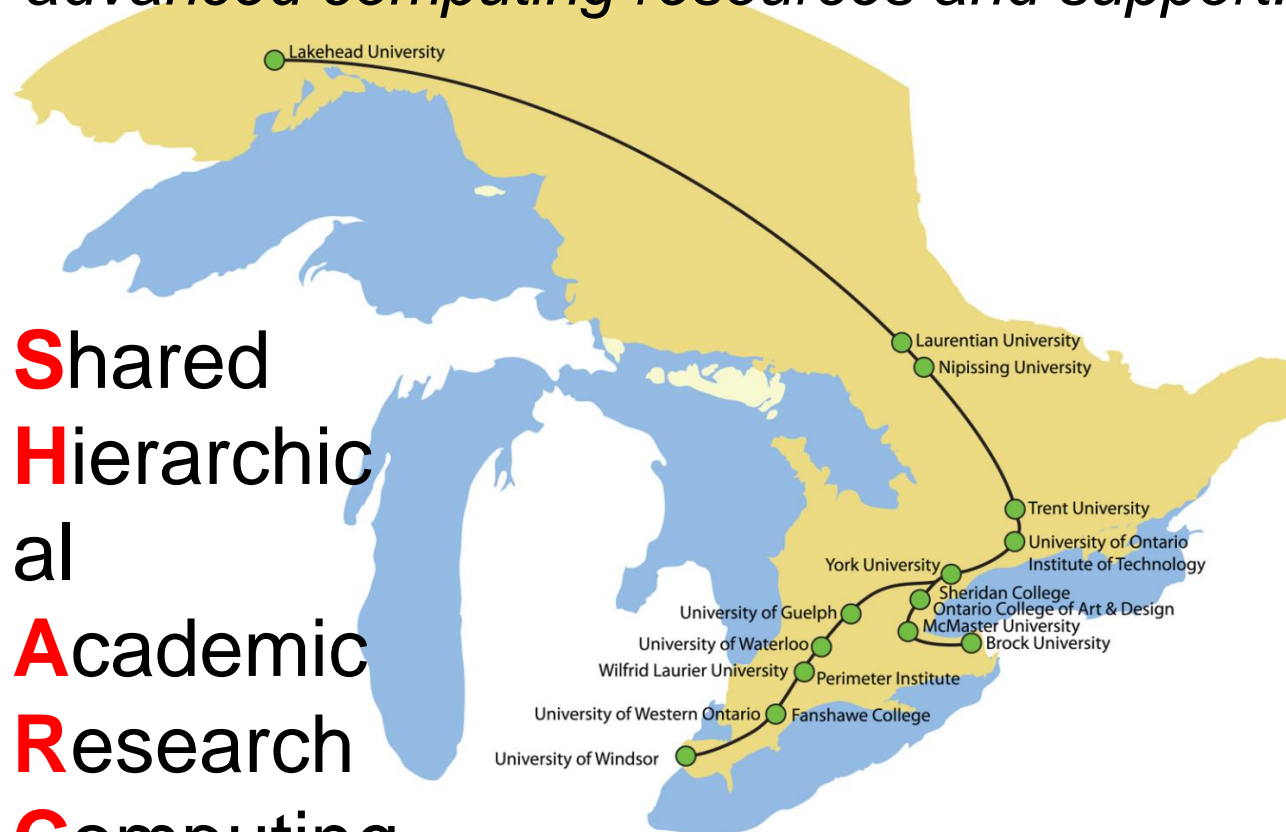 advanced computing resources and support.
Lakehead University
Laurentian University
Nipissing University
Trent University
University of Ontario
Institute of Technology
York University
Sheridan College
Ontario College of Art & Design
McMaster University
Brock University
University of Guelph
University of Waterloo
Wilfrid Laurier University
Perimeter Institute
University of Western Ontario
Fanshawe College
University of Windsor
Shared
Hierarchic
al
Academic
Research
Computing